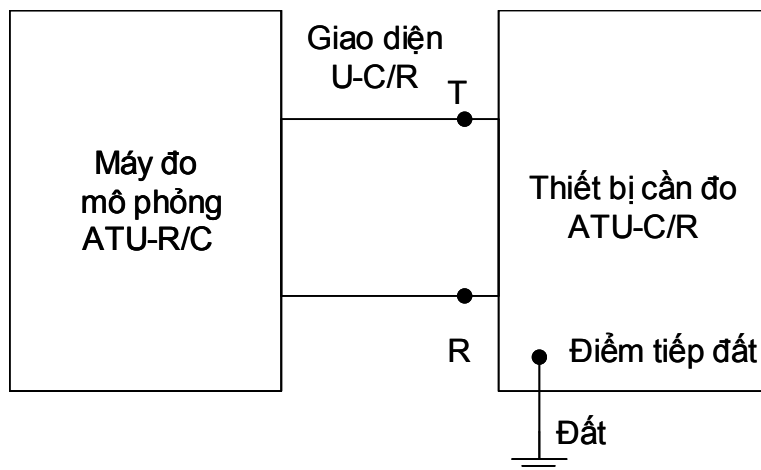 Giao diện
U-C/R
T
Máy đo
mô phỏng
ATU-R/C
Thiết bị cần đo
ATU-C/R
R
Điểm tiếp đất
Đất